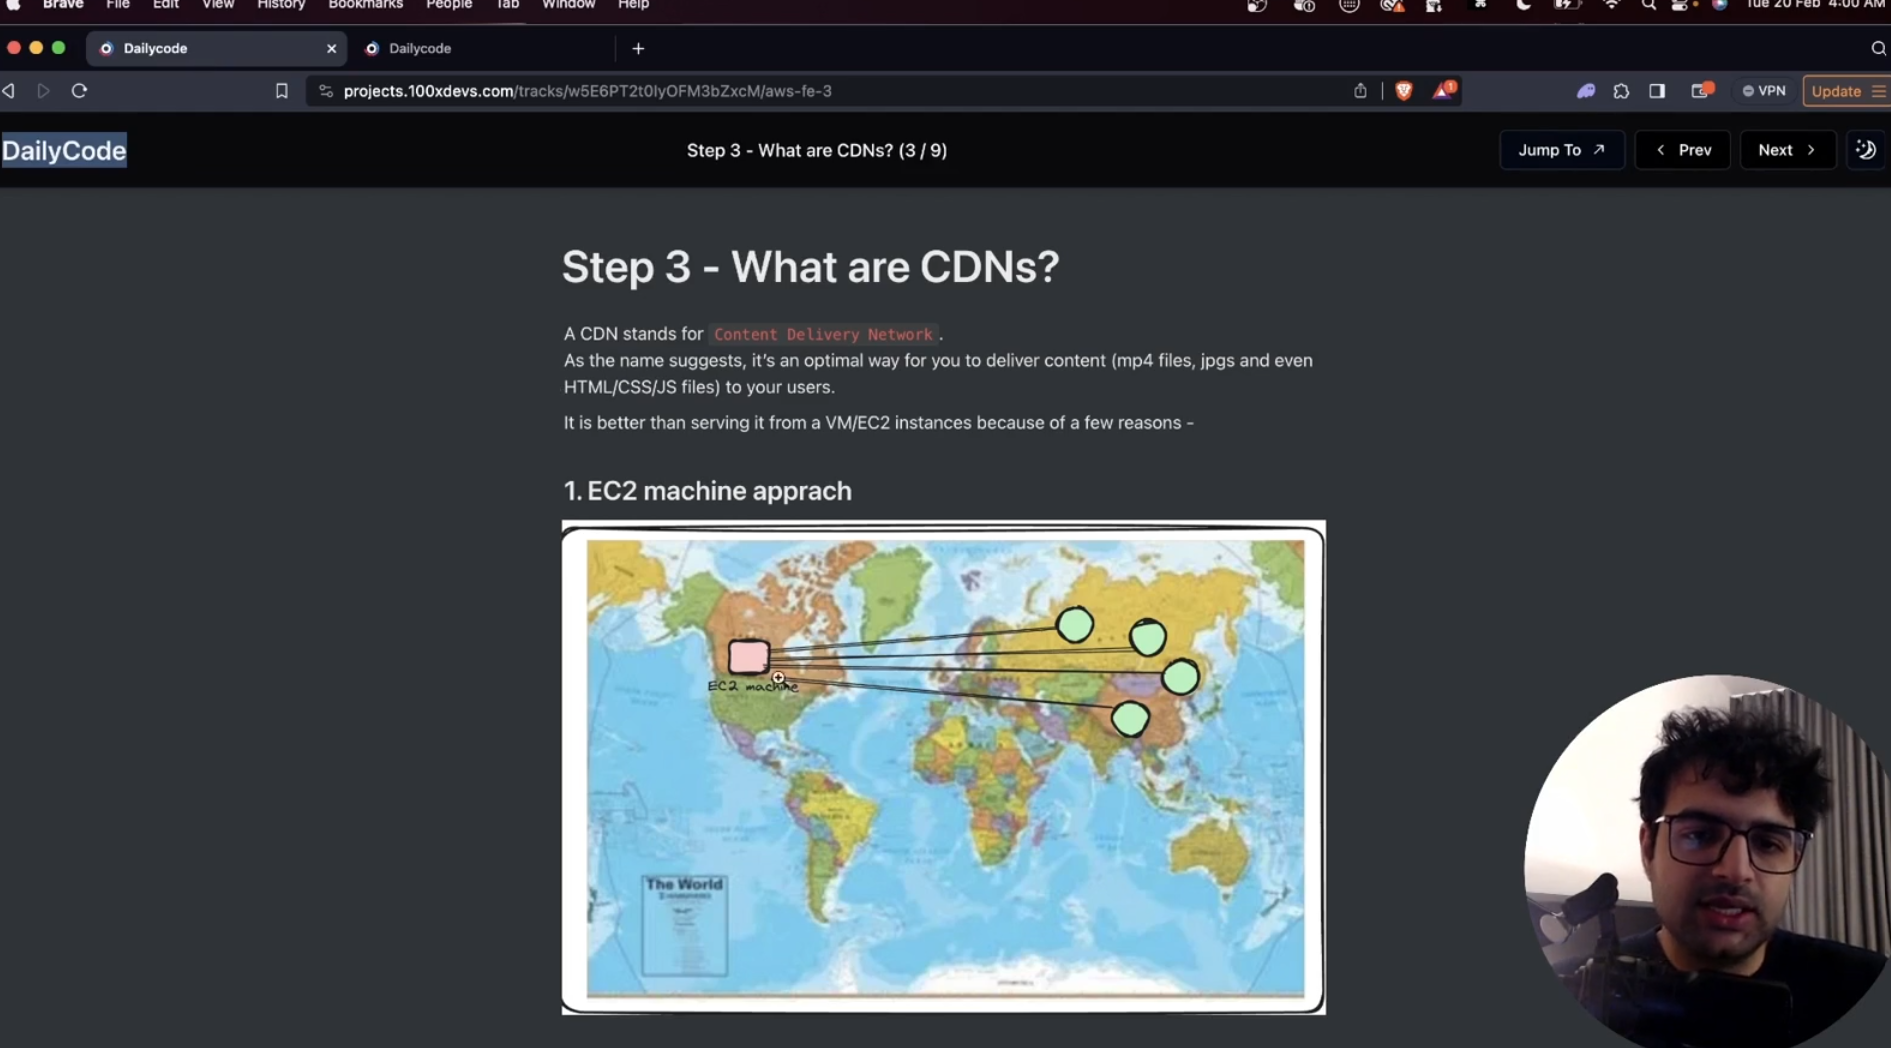 Brave File Edit View History Bookmarks People Tab Window Help Tue 20 Feb 4:00 AM
Dailycode Dailycode
projects.100xdevs.com/tracks/w5E6PT2t0IyOFM3bZxcM/aws-fe-3 1 VPN Update
DailyCode Step 3 - What are CDNs? (3 / 9) Jump To Prev Next
Step 3 - What are CDNs?
A CDN stands for Content Delivery Network .
As the name suggests, it's an optimal way for you to deliver content (mp4 files, jpgs and even
HTML/CSS/JS files) to your users.
It is better than serving it from a VM/EC2 instances because of a few reasons -
1. EC2 machine apprach
EC2 machine
The World